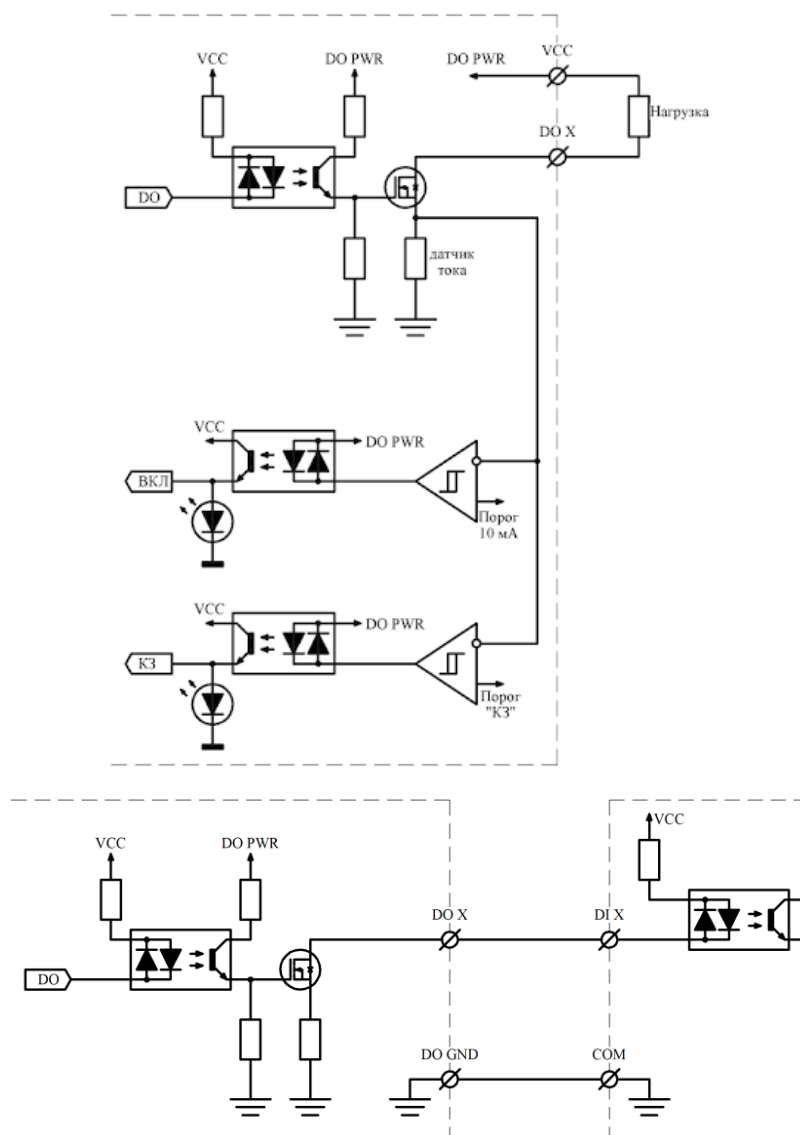 VCC
DO PWR
DO PWR
VCC
Нагрузка
DO X
DO
датчик
тока
VCC
DO PWR
ВКЛ
Порог
10 мА
VCC
DO PWR
КЗ
Порог
"КЗ"
VCC
DO PWR
VCC
DO X
DI X
DO
DO GND
COM